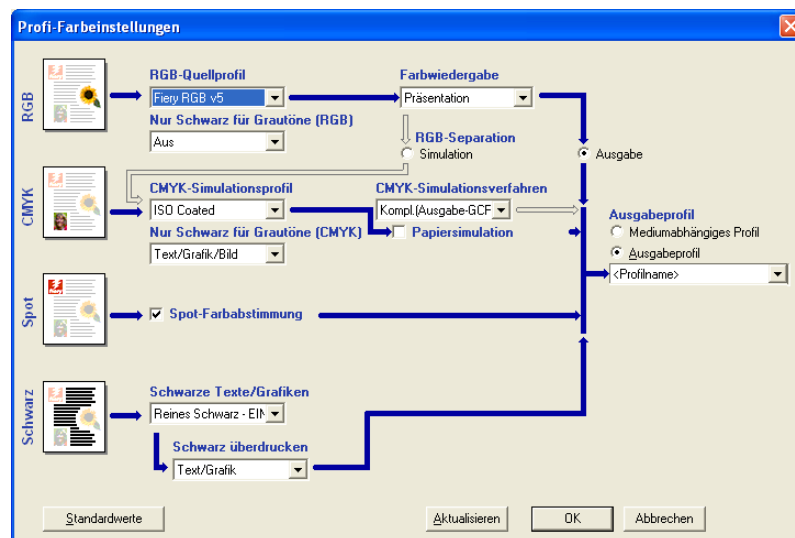 Profi-Farbeinstellungen
RGB
RGB-Quellprofil
Farbwiedergabe
Fiery RGB v5
Präsentation
Nur Schwarz für Grautöne (RGB)
Aus
RGB-Separation
Simulation
Ausgabe
CMYK
CMYK-Simulationsprofil
CMYK-Simulationsverfahren
ISO Coated
Kompl.(Ausgabe-GCF
Nur Schwarz für Grautöne (CMYK)
Papiersimulation
Text/Grafik/Bild
Ausgabeprofil
Mediumabhängiges Profil
Ausgabeprofil
<Profilname>
Spot
Spot-Farbabstimmung
Schwarz
Schwarze Texte/Grafiken
Reines Schwarz - EIN
Schwarz überdrucken
Text/Grafik
Standardwerte
Aktualisieren
OK
Abbrechen